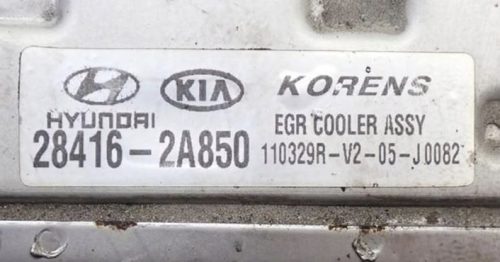 HYUNDAI KIA KORENS
EGR COOLER ASSY
28416-2A850 110329R-V2-05-J0082